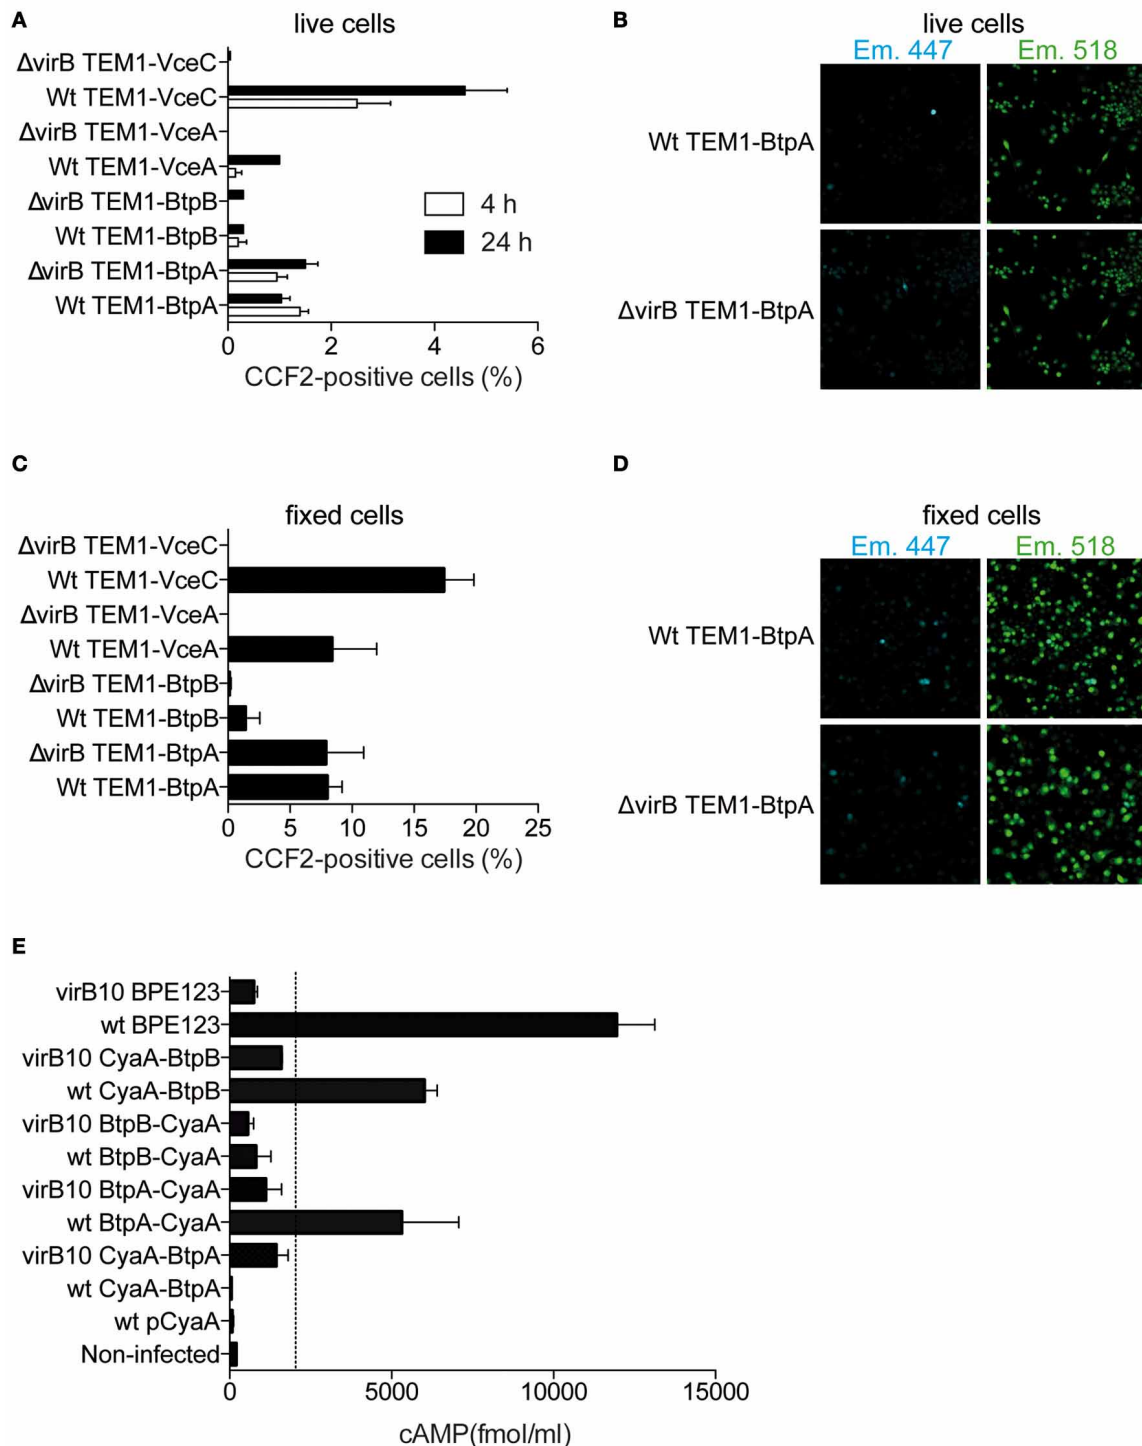 A
live cells
ΔvirB TEM1-VceC
Wt TEM1-VceC
ΔvirB TEM1-VceA
Wt TEM1-VceA
ΔvirB TEM1-BtpB
Wt TEM1-BtpB
ΔvirB TEM1-BtpA
Wt TEM1-BtpA
4 h
24 h
0 2 4 6
CCF2-positive cells (%)
B
live cells
Em. 447 Em. 518
Wt TEM1-BtpA
ΔvirB TEM1-BtpA
C
fixed cells
ΔvirB TEM1-VceC
Wt TEM1-VceC
ΔvirB TEM1-VceA
Wt TEM1-VceA
ΔvirB TEM1-BtpB
Wt TEM1-BtpB
ΔvirB TEM1-BtpA
Wt TEM1-BtpA
0 5 10 15 20 25
CCF2-positive cells (%)
D
fixed cells
Em. 447 Em. 518
Wt TEM1-BtpA
ΔvirB TEM1-BtpA
E
virB10 BPE123
wt BPE123
virB10 CyaA-BtpB
wt CyaA-BtpB
virB10 BtpB-CyaA
wt BtpB-CyaA
virB10 BtpA-CyaA
wt BtpA-CyaA
virB10 CyaA-BtpA
wt CyaA-BtpA
wt pCyaA
Non-infected
0 5000 10000 15000
cAMP(fmol/ml)